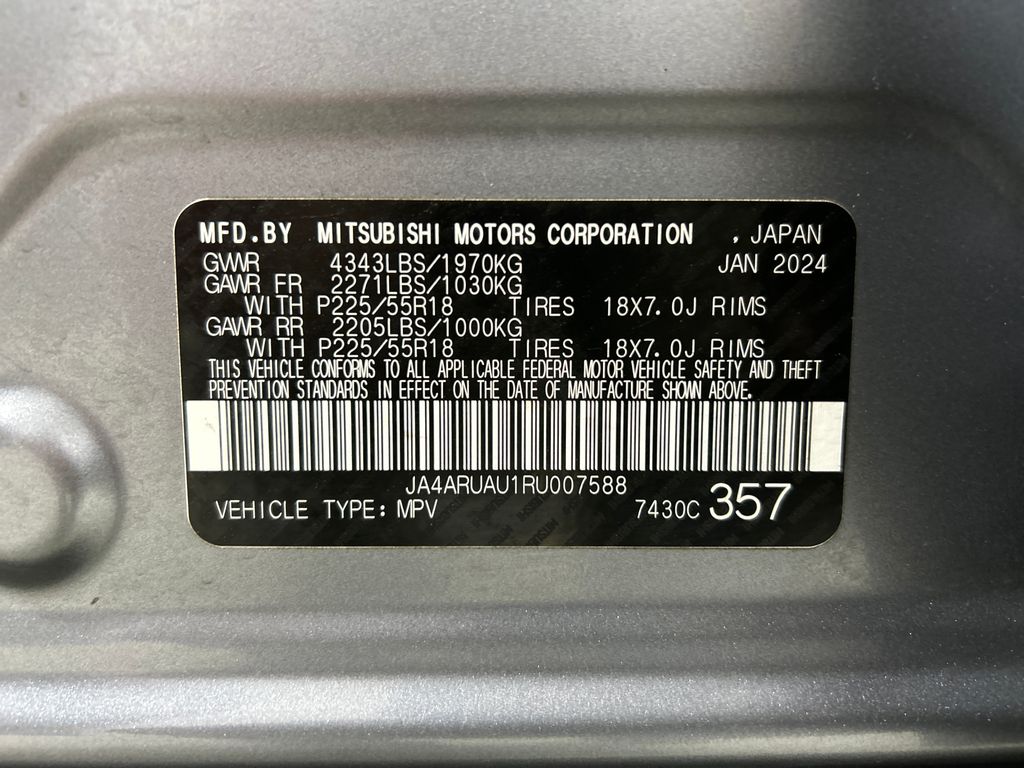 MFD.BY MITSUBISHI MOTORS CORPORATION , JAPAN
GVWR 4343LBS/1970KG JAN 2024
GAWR FR 2271LBS/1030KG
WITH P225/55R18 TIRES 18X7.0J RIMS
GAWR RR 2205LBS/1000KG
WITH P225/55R18 TIRES 18X7.0J RIMS
THIS VEHICLE CONFORMS TO ALL APPLICABLE FEDERAL MOTOR VEHICLE SAFETY AND THEFT
PREVENTION STANDARDS IN EFFECT ON THE DATE OF MANUFACTURE SHOWN ABOVE.
JA4ARUAU1RU007588
VEHICLE TYPE: MPV 7430C 357